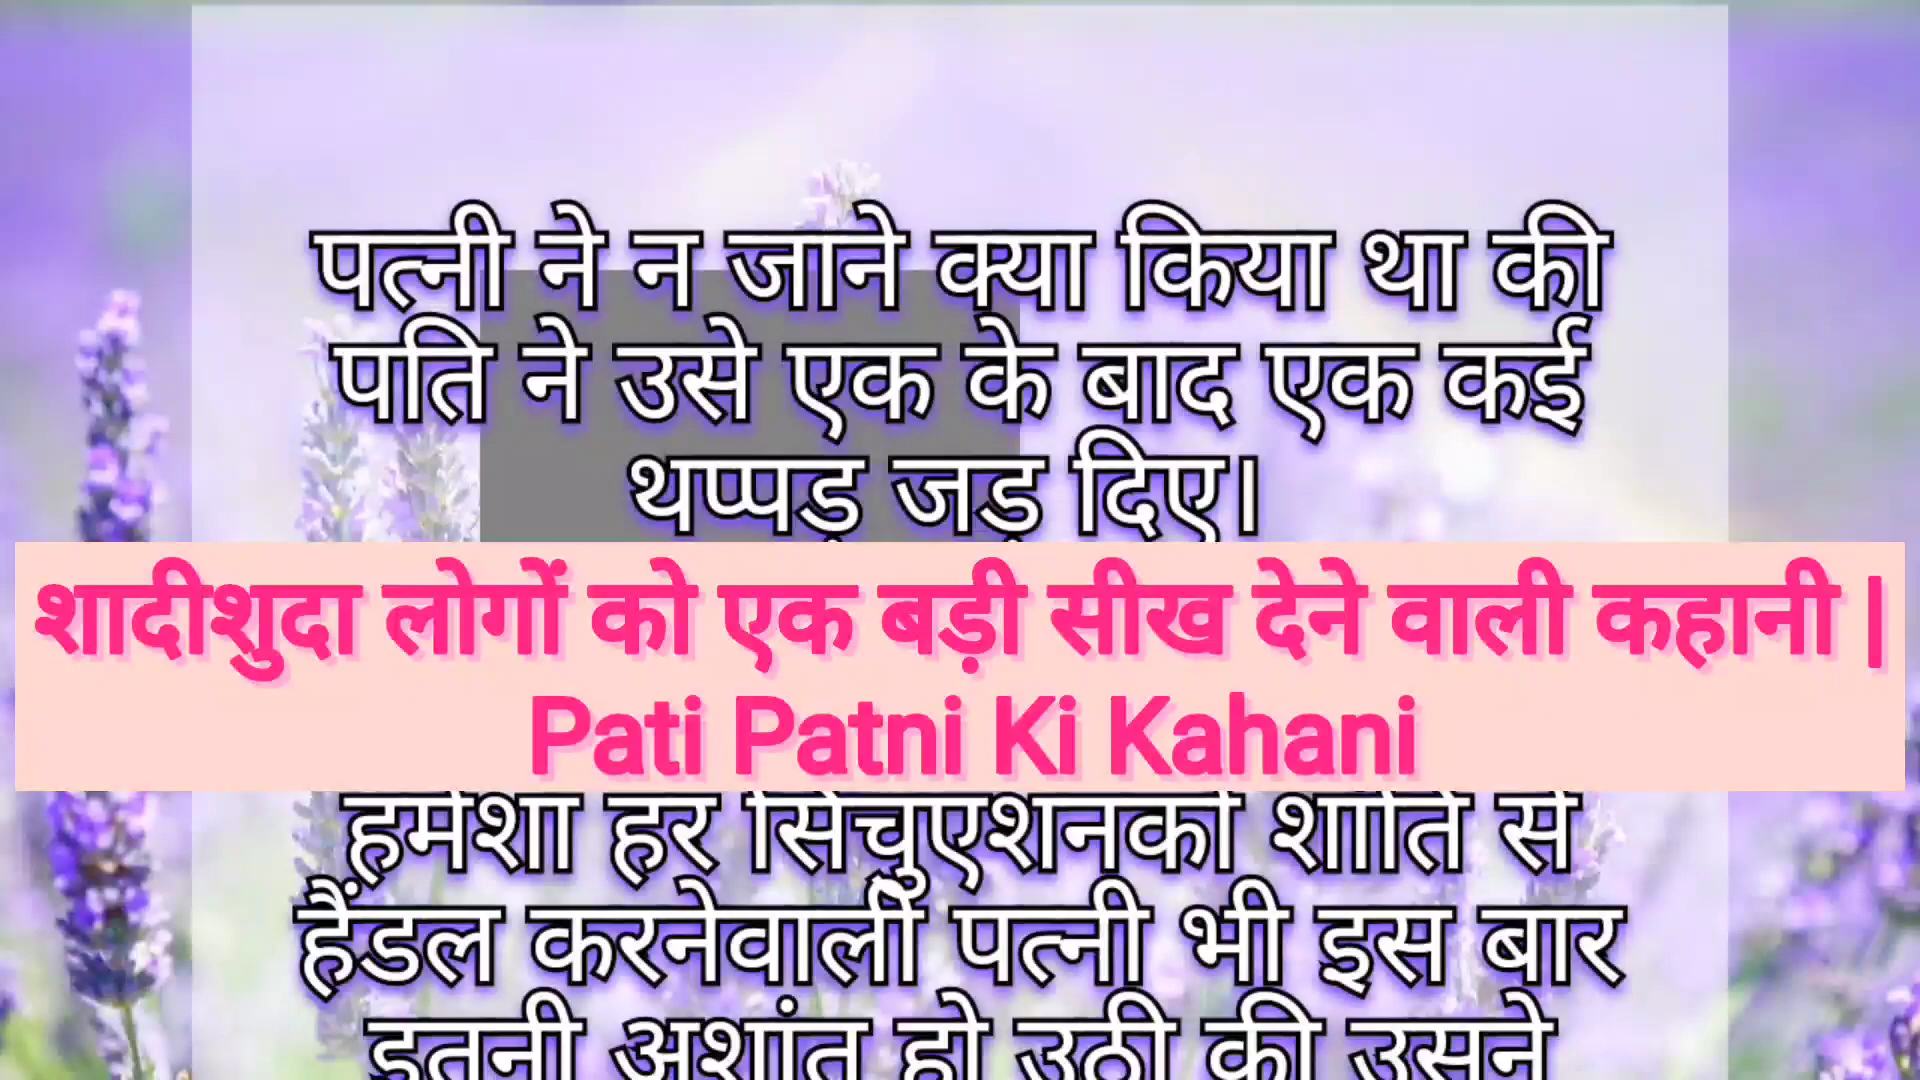 पत्नी ने न जाने क्या किया था की
पति ने उसे एक के बाद एक कई
थप्पड़ जड़ दिए।
शादीशुदा लोगों को एक बड़ी सीख देने वाली कहानी |
Pati Patni Ki Kahani
हमेशा हर सिचुएशनको शांति से
हैंडल करनेवाली पत्नी भी इस बार
इतनी अशांत हो उठी की उसने